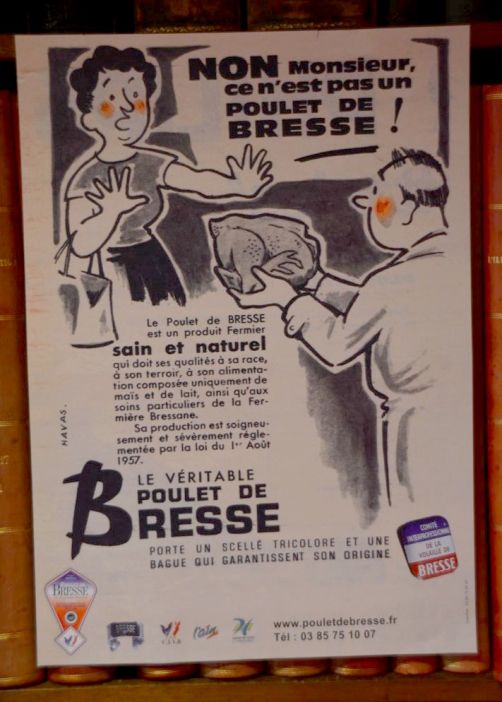 NON Monsieur,
ce n'est pas un
POULET DE
BRESSE !
Le Poulet de BRESSE
est un produit Fermier
sain et naturel
qui doit ses qualités à sa race,
à son terroir, à son alimenta-
tion composée uniquement de
maïs et de lait, ainsi qu'aux
soins particuliers de la Fer-
mière Bressane.
Sa production est soigneu-
sement et sévèrement régle-
mentée par la loi du 1er Août
1957.
HAVAS.
LE VÉRITABLE
POULET DE
BRESSE
PORTE UN SCELLÉ TRICOLORE ET UNE
BAGUE QUI GARANTISSENT SON ORIGINE
COMITÉ
INTERPROFESSIONNEL
DE LA
VOLAILLE DE
BRESSE
BRESSE
BRESSE
l'ain
www.pouletdebresse.fr
Tél : 03 85 75 10 07